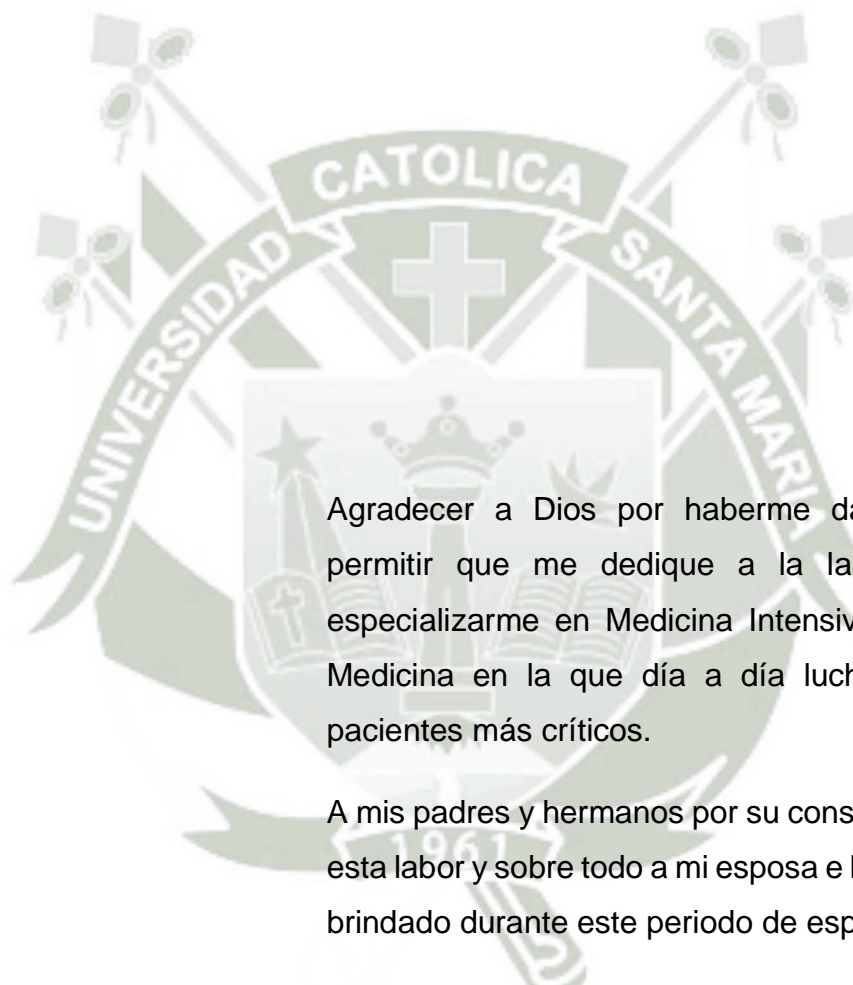 UNIVERSIDAD CATOLICA SANTA MARIA
Agradecer a Dios por haberme
permitir que me dedique a la
especializarme en Medicina
Medicina en la que día a día
pacientes más críticos.
A mis padres y hermanos por su
esta labor y sobre todo a mi esposa e
brindado durante este periodo de
1961